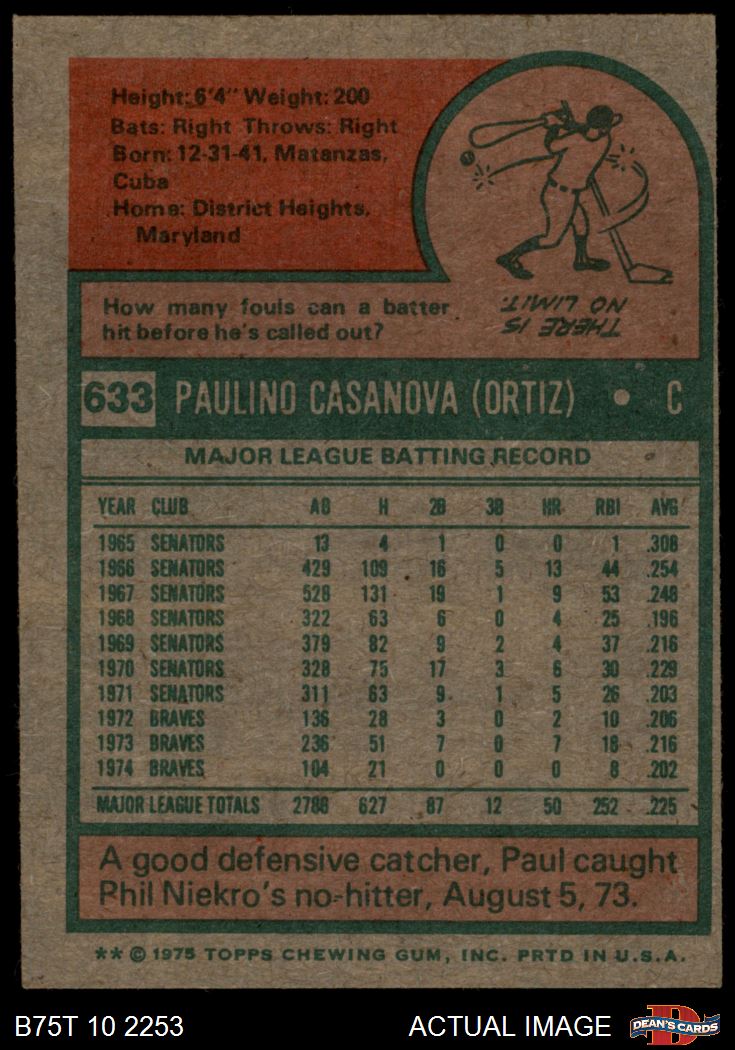 Height: 6'4" Weight: 200
Bats: Right Throws: Right
Born: 12-31-41, Matanzas,
Cuba
Home: District Heights,
Maryland
How many fouls can a batter
hit before he's called out?
THERE IS
NO LIMIT.
633 PAULINO CASANOVA (ORTIZ) • C
MAJOR LEAGUE BATTING RECORD
YEAR CLUB AB H 2B 3B HR RBI AVG
1965 SENATORS 13 4 1 0 0 1 .308
1966 SENATORS 429 109 16 5 13 44 .254
1967 SENATORS 528 131 19 1 9 53 .248
1968 SENATORS 322 63 6 0 4 25 .196
1969 SENATORS 379 82 9 2 4 37 .216
1970 SENATORS 328 75 17 3 6 30 .229
1971 SENATORS 311 63 9 1 5 26 .203
1972 BRAVES 136 28 3 0 2 10 .206
1973 BRAVES 236 51 7 0 7 18 .216
1974 BRAVES 104 21 0 0 0 8 .202
MAJOR LEAGUE TOTALS 2786 627 87 12 50 252 .225
A good defensive catcher, Paul caught
Phil Niekro's no-hitter, August 5, 73.
** © 1975 TOPPS CHEWING GUM, INC. PRTD IN U.S.A.
B75T 10 2253 ACTUAL IMAGE DEAN'S CARDS